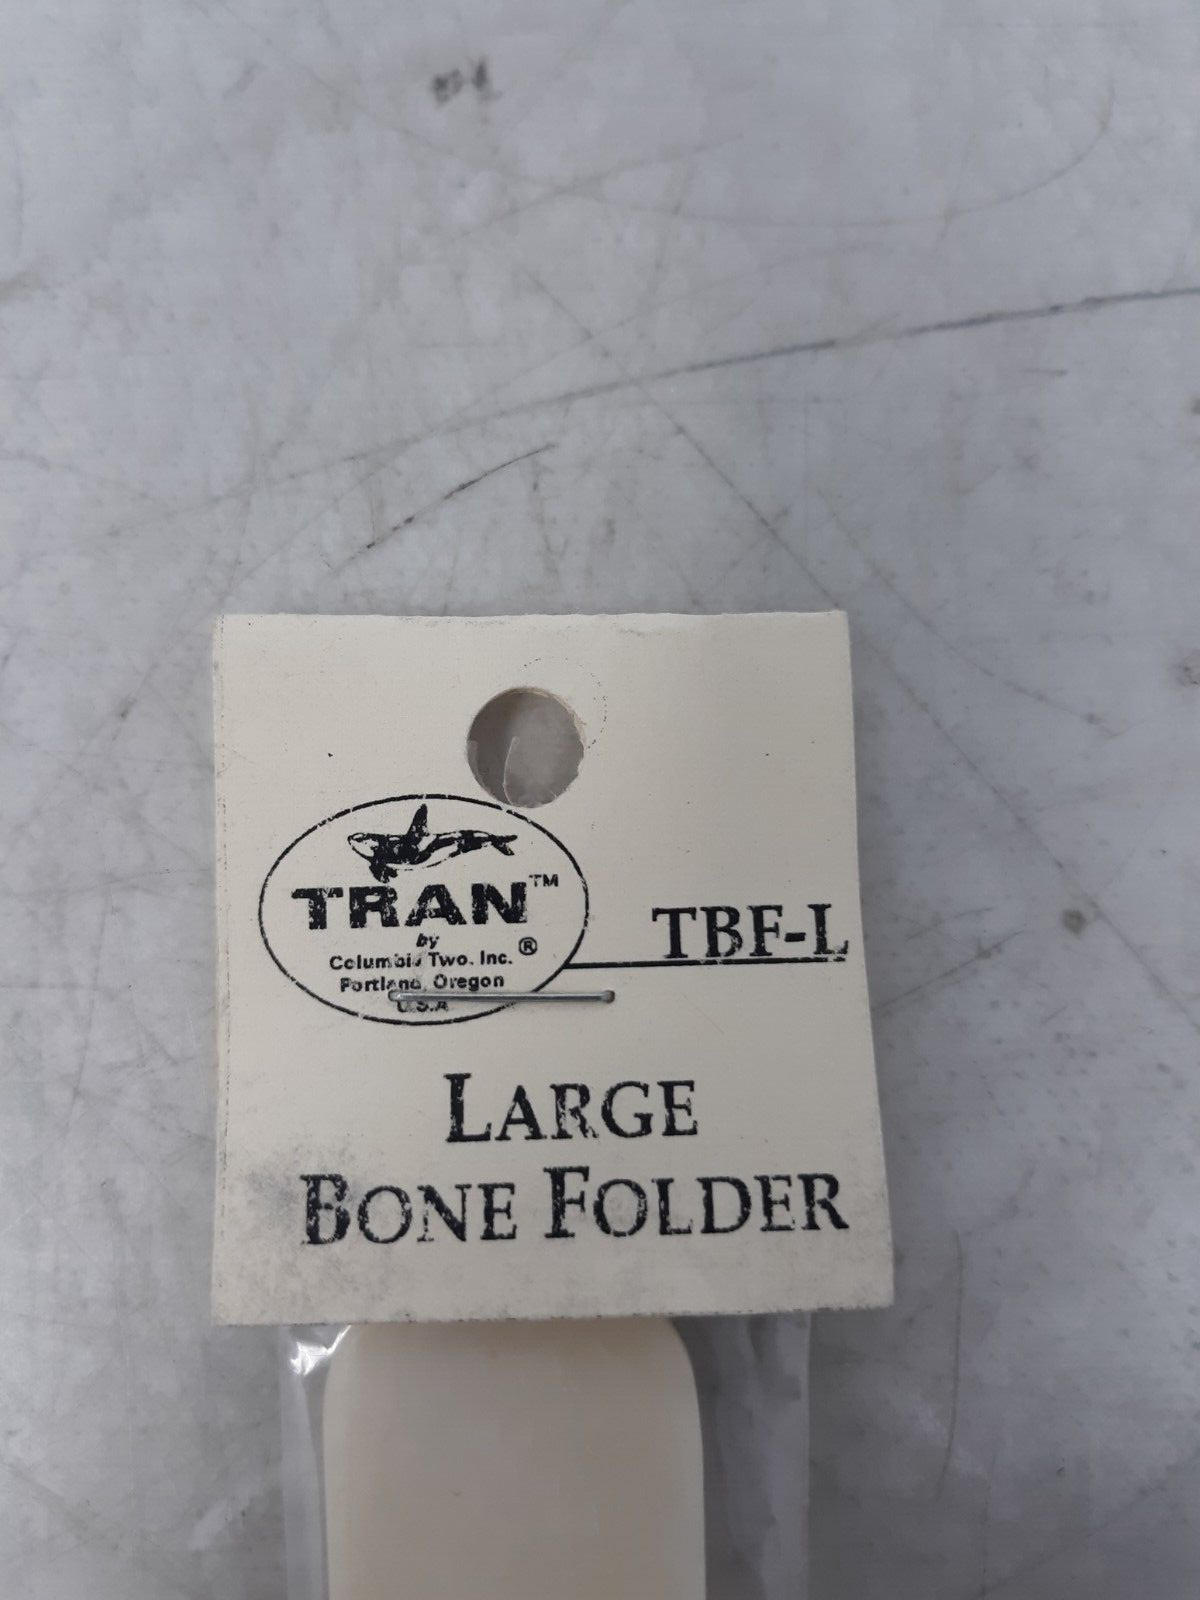 TRAN™
by
Columbia Two. Inc.®
Portland, Oregon
U.S.A
TBF-L
LARGE
BONE FOLDER